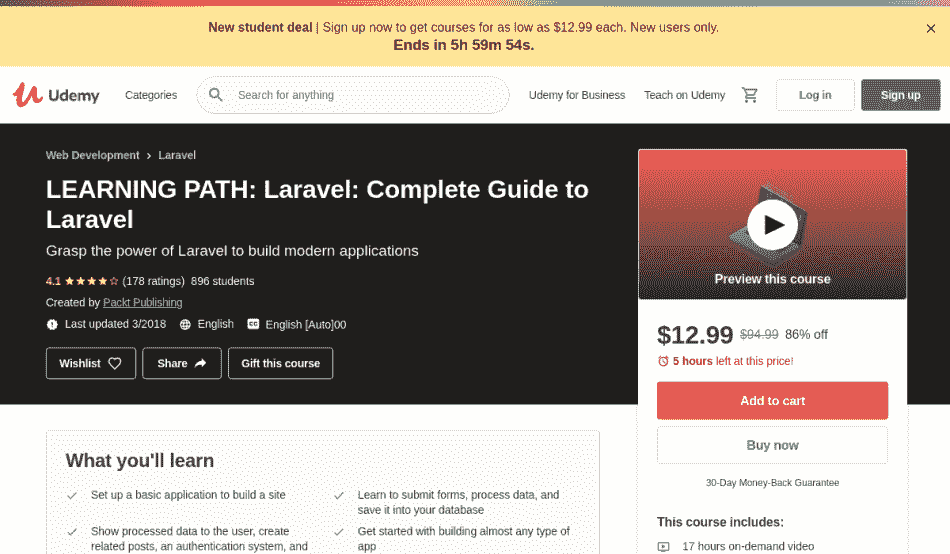 New student deal | Sign up now to get courses for as low as $12.99 each. New users only.
Ends in 5h 59m 54s.
Udemy
Categories
Search for anything
Udemy for Business
Teach on Udemy
Log in
Sign up
Web Development › Laravel
LEARNING PATH: Laravel: Complete Guide to
Laravel
Grasp the power of Laravel to build modern applications
4.1 (178 ratings) 896 students
Created by Packt Publishing
Last updated 3/2018 English CC English [Auto]00
Wishlist
Share
Gift this course
Preview this course
$12.99 $94.99 86% off
5 hours left at this price!
Add to cart
Buy now
30-Day Money-Back Guarantee
This course includes:
17 hours on-demand video
What you'll learn
Set up a basic application to build a site
Learn to submit forms, process data, and
save it into your database
Show processed data to the user, create
related posts, an authentication system, and
Get started with building almost any type of
app